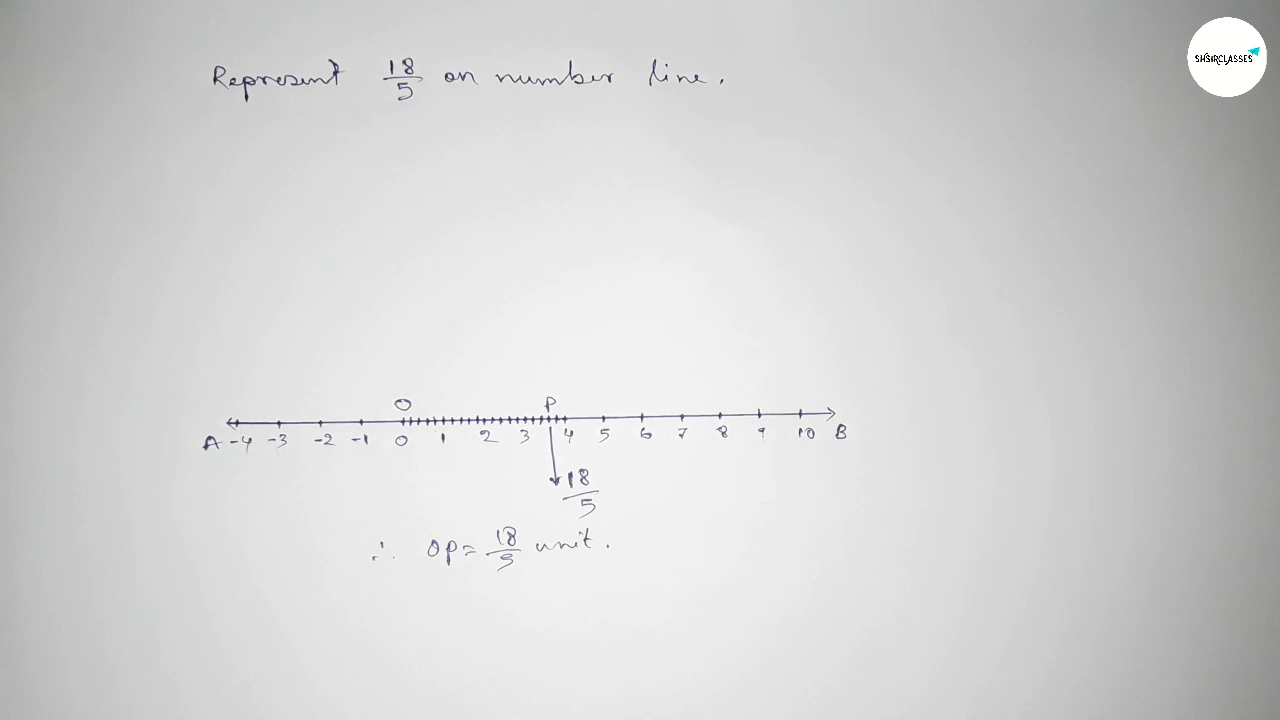 SHSIRCLASSES
Represent 18/5 on number line.
O P
A -4 -3 -2 -1 0 1 2 3 4 5 6 7 8 9 10 B
18/5
∴ OP = 18/5 unit.